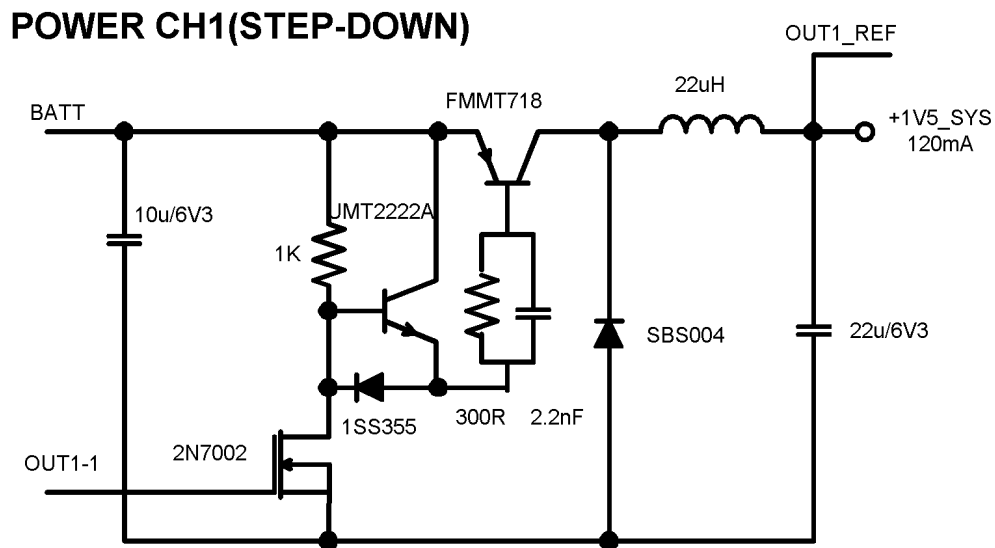 POWER CH1(STEP-DOWN)
OUT1_REF
BATT
FMMT718
22uH
+1V5_SYS
120mA
10u/6V3
UMT2222A
1K
SBS004
22u/6V3
1SS355
300R
2.2nF
2N7002
OUT1-1